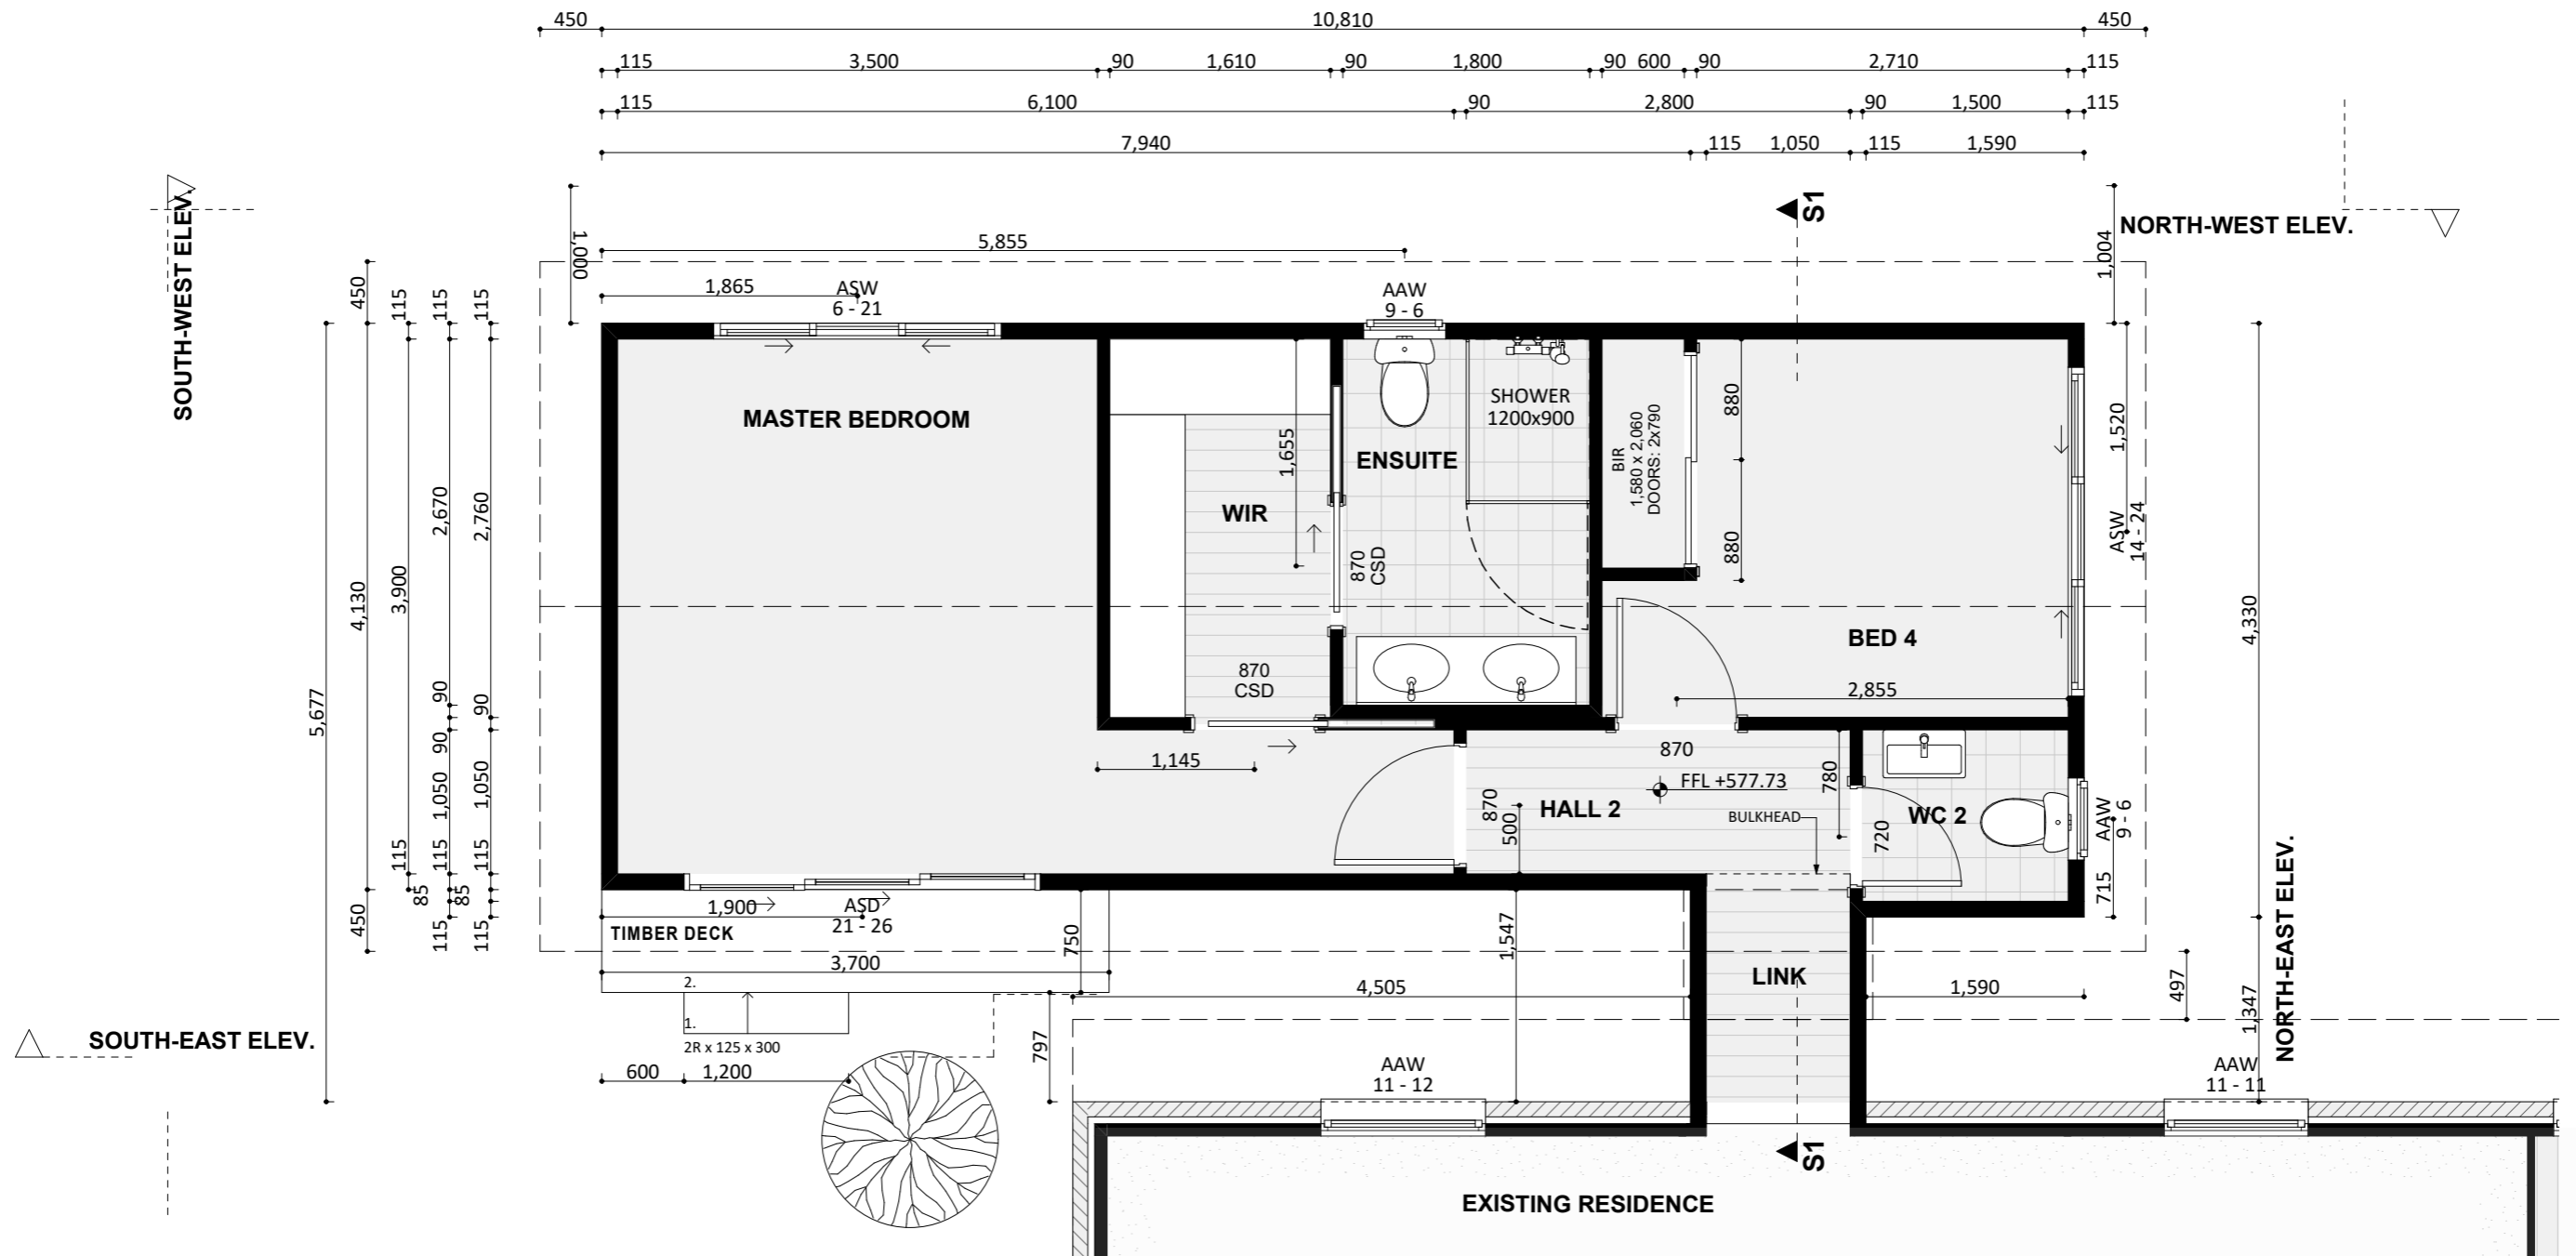 450 10,810 450
115 3,500 90 1,610 90 1,800 90 600 90 2,710 115
115 6,100 90 2,800 90 1,500 115
7,940 115 1,050 115 1,590
SOUTH-WEST ELEV.
S1
NORTH-WEST ELEV.
1,000
5,855
1,004
1,865
ASW
6 - 21
AAW
9 - 6
450
115
115
115
MASTER BEDROOM
SHOWER
1200x900
ENSUITE
1,655
WIR
BIR
1,580 x 2,060
DOORS: 2x790
880
880
1,520
ASW
14 - 24
2,670
2,760
3,900
4,130
5,677
870
CSD
870
CSD
BED 4
2,855
4,330
90
90
90
1,050
1,050
115
115
115
85
85
450
115
115
1,145
870
FFL +577.73
780
HALL 2
870
500
BULKHEAD
720
WC 2
AAW
9 - 6
715
1,900
ASD
21 - 26
TIMBER DECK
750
1,547
3,700
LINK
4,505
1,590
497
1,347
NORTH-EAST ELEV.
2.
1.
2R x 125 x 300
SOUTH-EAST ELEV.
797
600 1,200
AAW
11 - 12
AAW
11 - 11
S1
EXISTING RESIDENCE